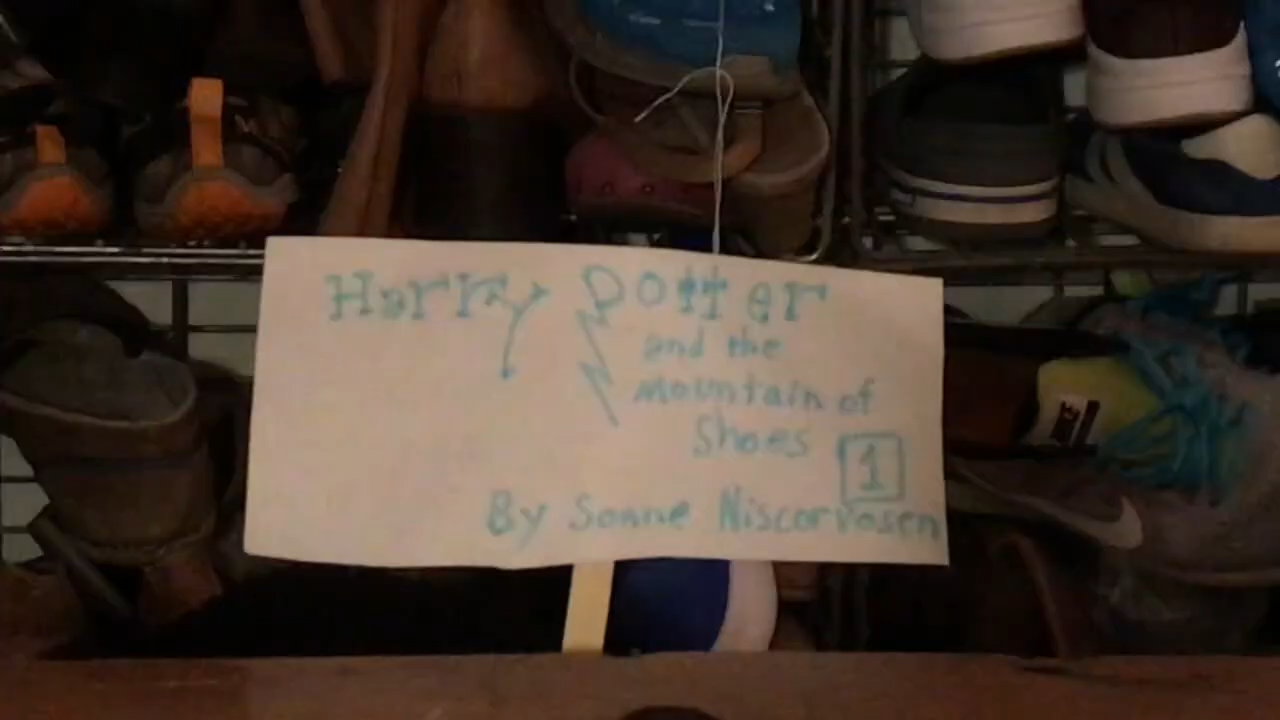 Harry Potter
and the
mountain of
Shoes
1
By Sonne Niscorvosen